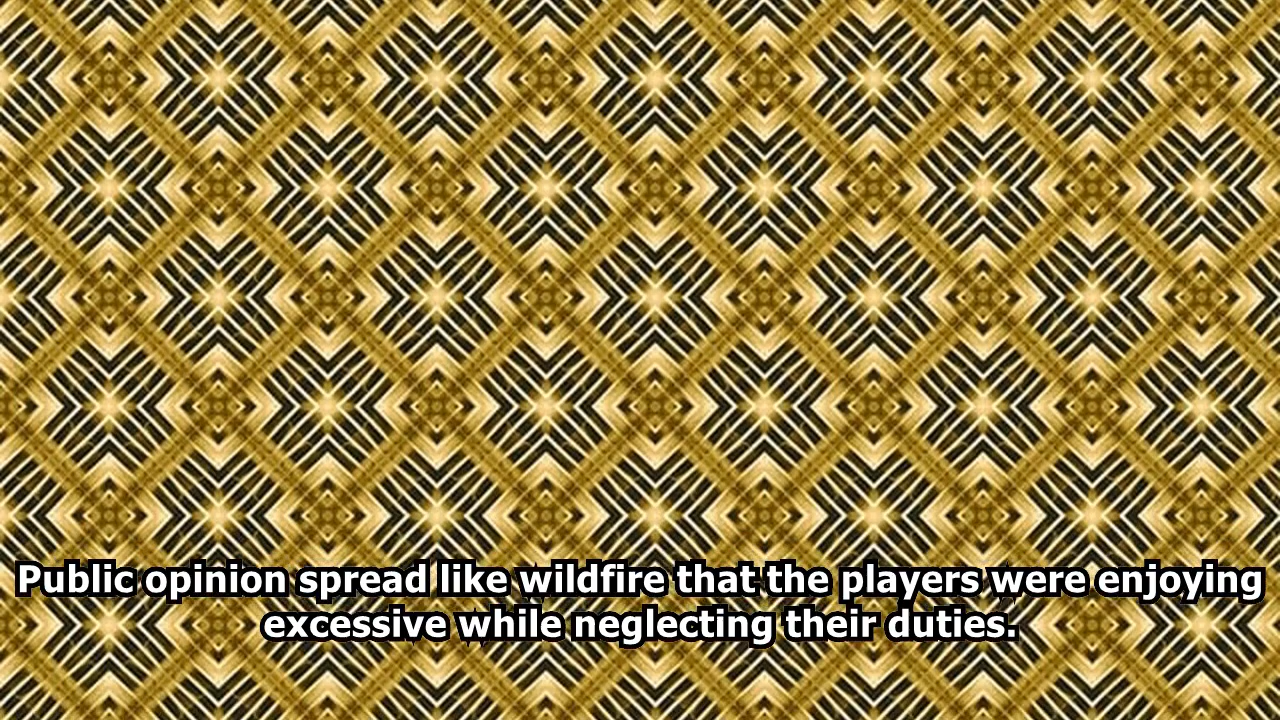 Public opinion spread like wildfire that the players were enjoying
excessive while neglecting their duties.